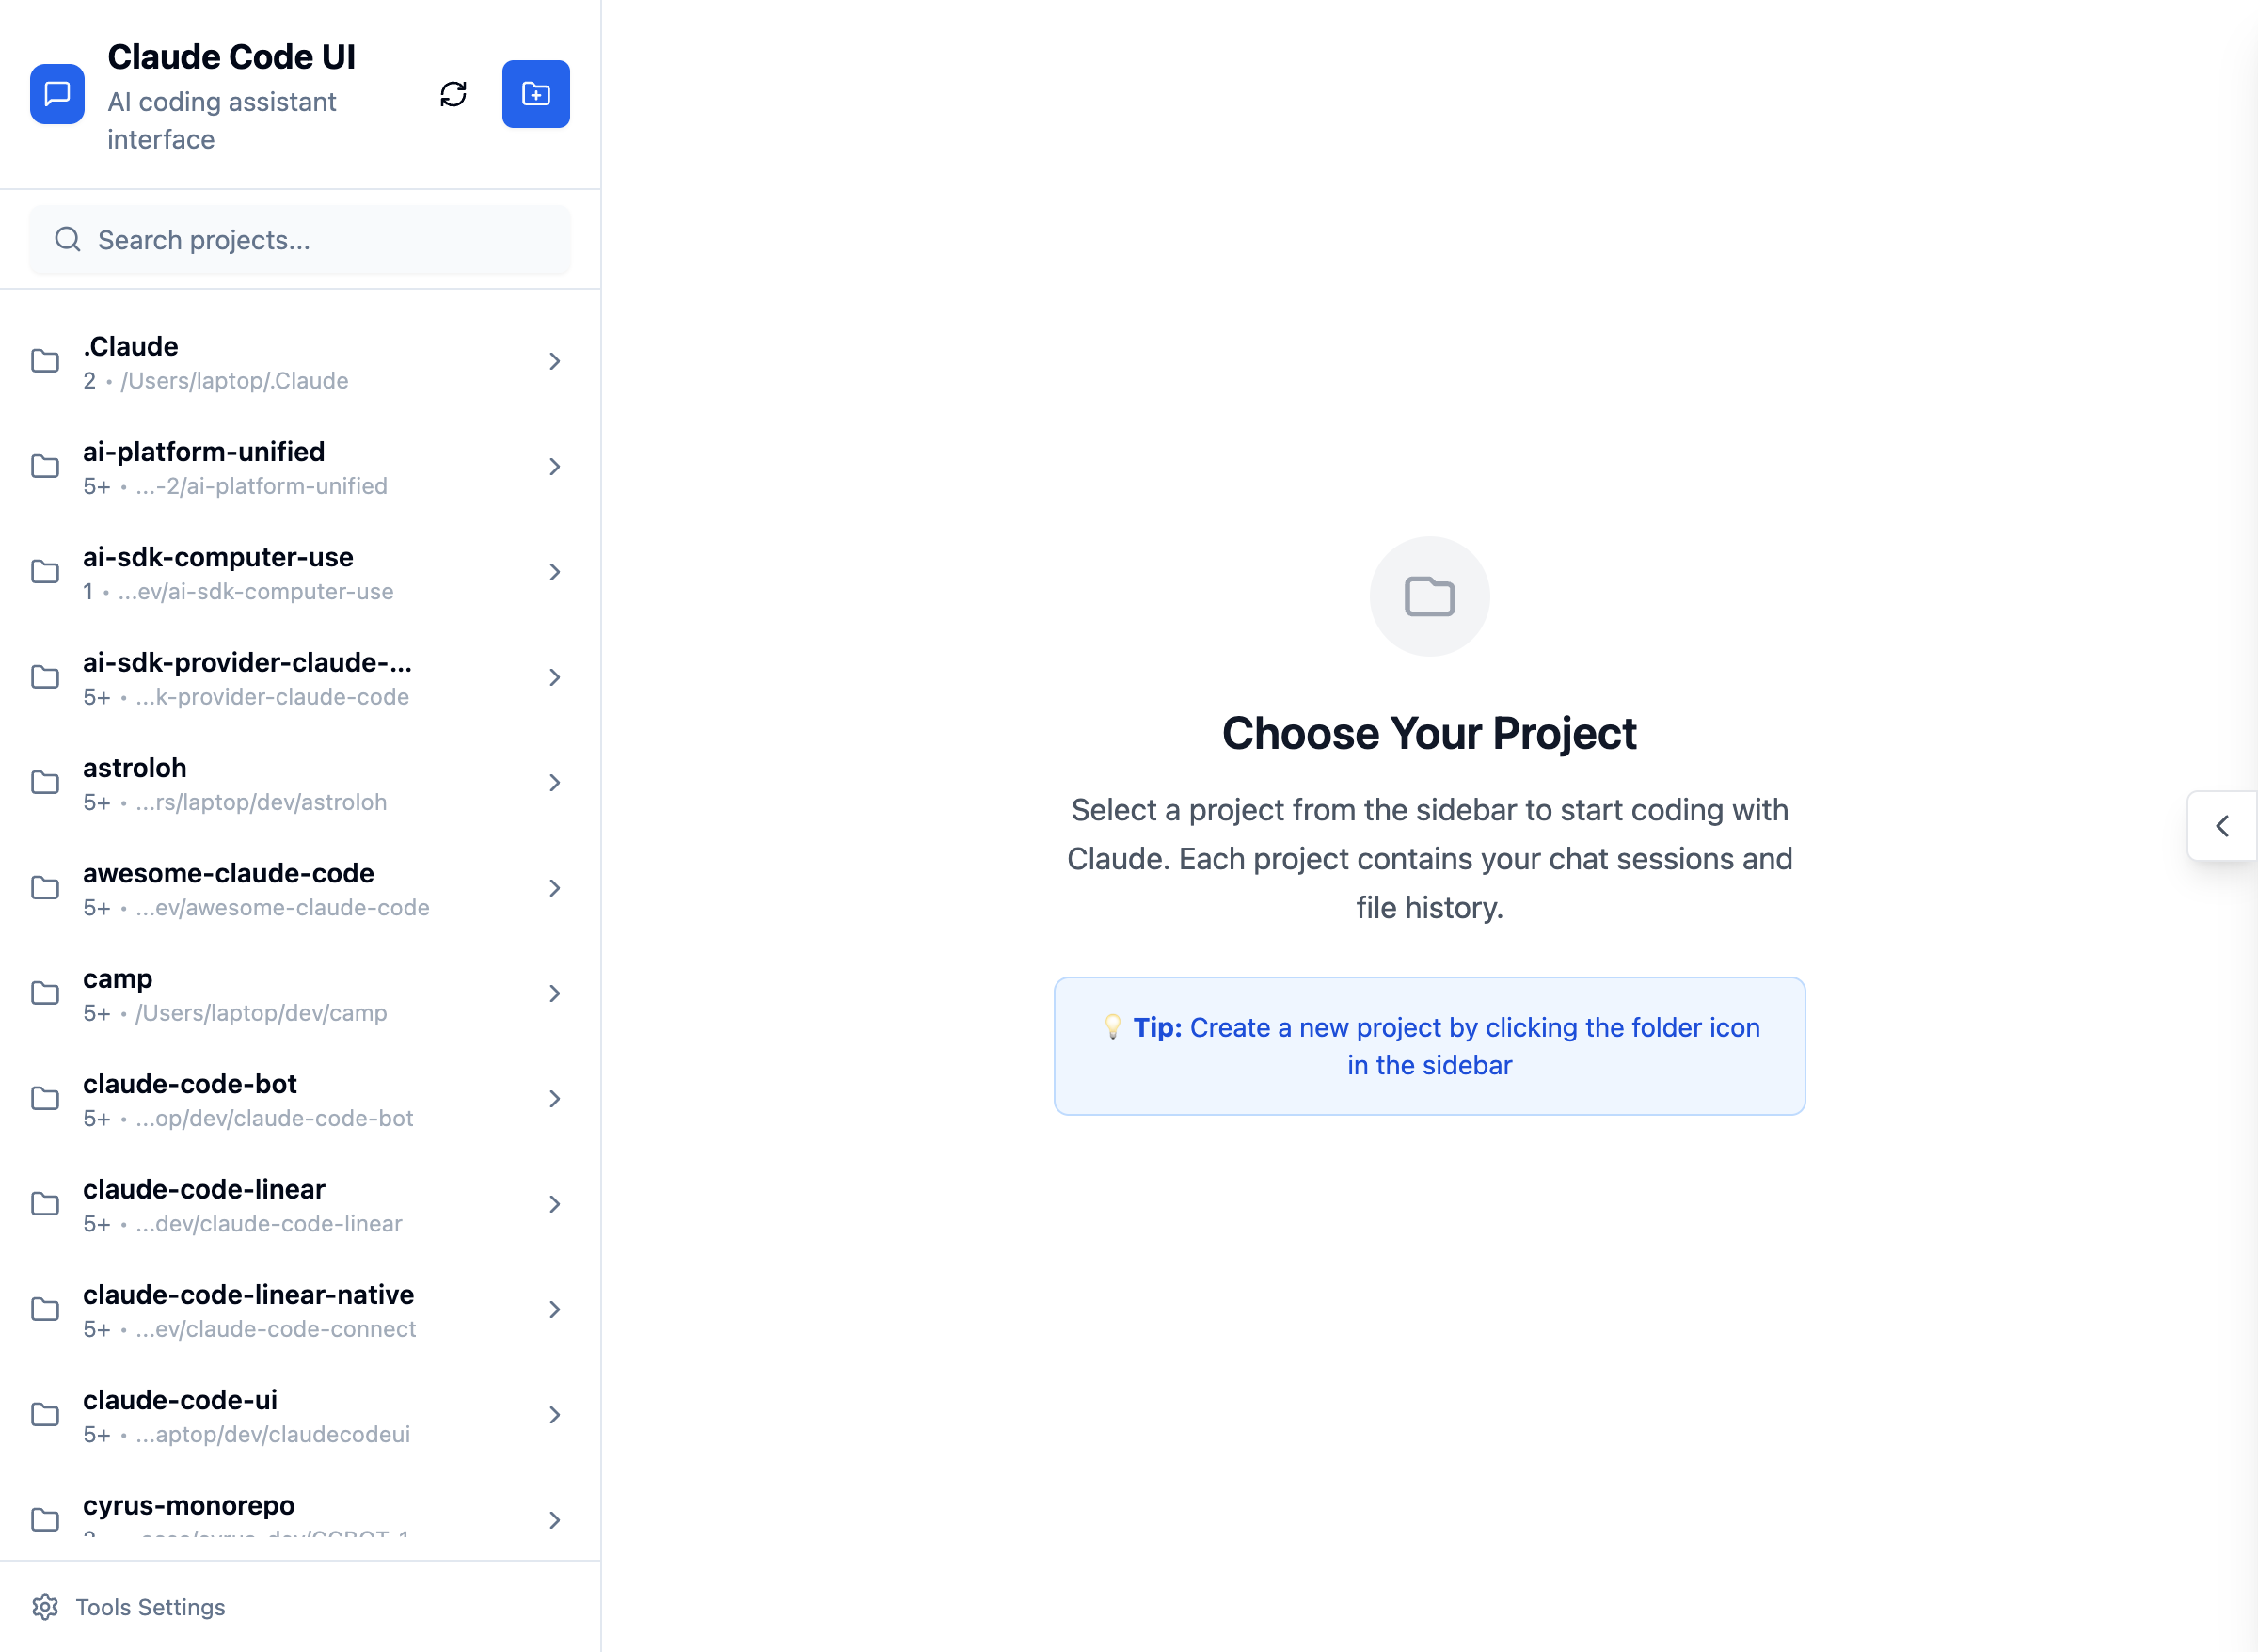 Claude Code UI
AI coding assistant
interface
Search projects...
.Claude
2 • /Users/laptop/.Claude
ai-platform-unified
5+ • ...-2/ai-platform-unified
ai-sdk-computer-use
1 • ...ev/ai-sdk-computer-use
ai-sdk-provider-claude-...
5+ • ...k-provider-claude-code
astroloh
5+ • ...rs/laptop/dev/astroloh
awesome-claude-code
5+ • ...ev/awesome-claude-code
camp
5+ • /Users/laptop/dev/camp
claude-code-bot
5+ • ...op/dev/claude-code-bot
claude-code-linear
5+ • ...dev/claude-code-linear
claude-code-linear-native
5+ • ...ev/claude-code-connect
claude-code-ui
5+ • ...aptop/dev/claudecodeui
cyrus-monorepo
Tools Settings
Choose Your Project
Select a project from the sidebar to start coding with
Claude. Each project contains your chat sessions and
file history.
💡 Tip: Create a new project by clicking the folder icon
in the sidebar